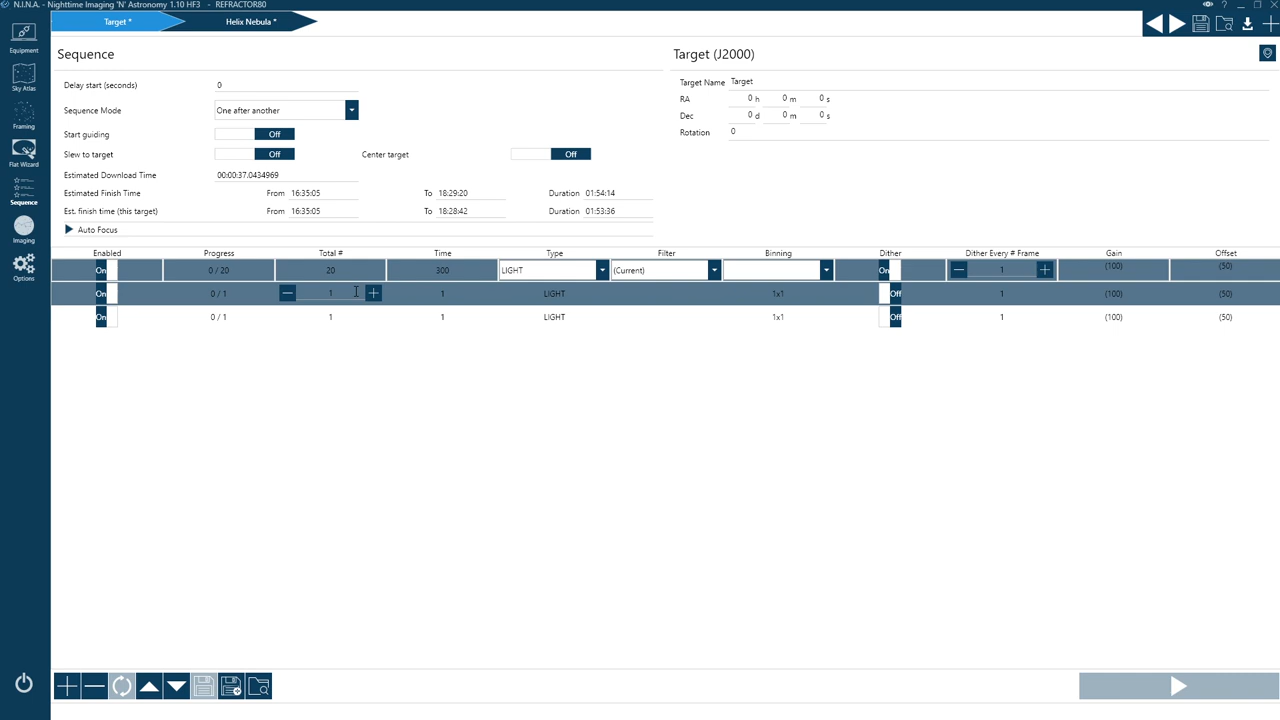 N.I.N.A. - Nighttime Imaging 'N' Astronomy 1.10 HF3 - REFRACTOR80
Target *
Helix Nebula *
Equipment
Sky Atlas
Framing
Flat Wizard
Sequence
Imaging
Options
Sequence
Delay start (seconds) 0
Sequence Mode One after another
Start guiding Off
Slew to target Off Center target Off
Estimated Download Time 00:00:37.0434969
Estimated Finish Time From 16:35:05 To 18:29:20 Duration 01:54:14
Est. finish time (this target) From 16:35:05 To 18:28:42 Duration 01:53:36
Auto Focus
Target (J2000)
Target Name Target
RA 0 h 0 m 0 s
Dec 0 d 0 m 0 s
Rotation 0
Enabled Progress Total # Time Type Filter Binning Dither Dither Every # Frame Gain Offset
On 0 / 20 20 300 LIGHT (Current) On 1 (100) (50)
On 0 / 1 1 1 LIGHT 1x1 Off 1 (100) (50)
On 0 / 1 1 1 LIGHT 1x1 Off 1 (100) (50)